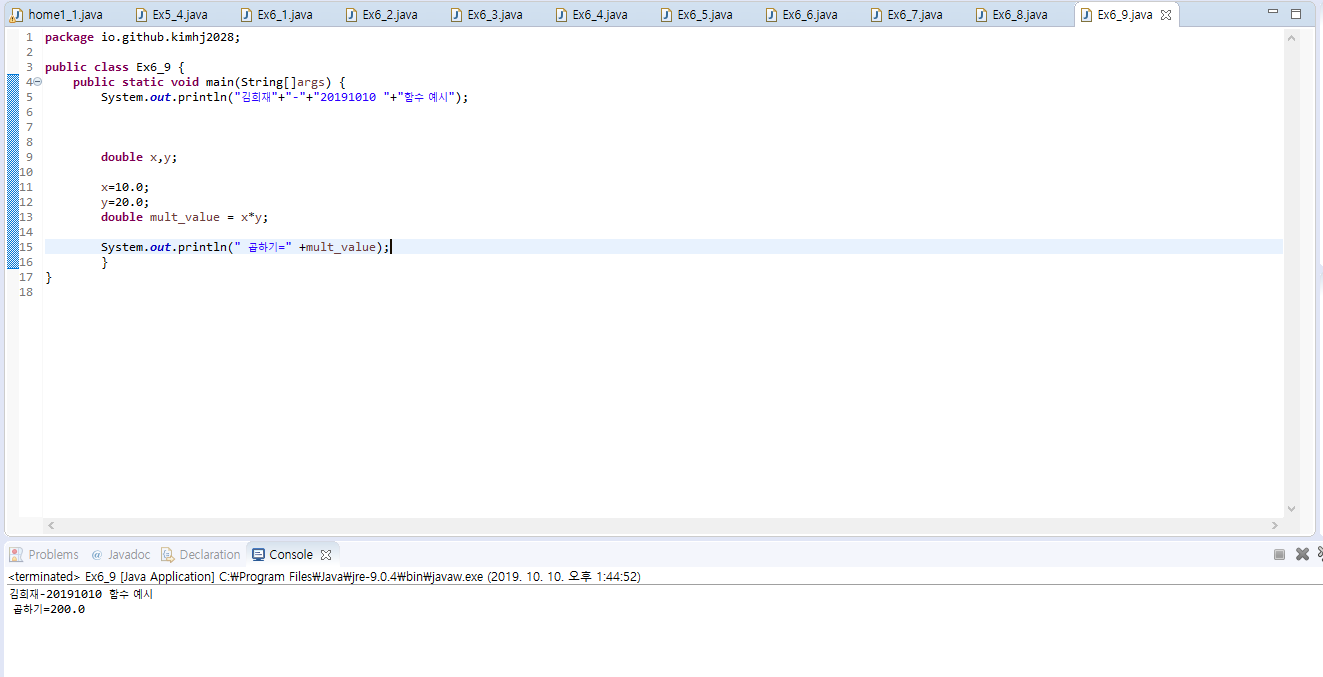 home1_1.java Ex5_4.java Ex6_1.java Ex6_2.java Ex6_3.java Ex6_4.java Ex6_5.java Ex6_6.java Ex6_7.java Ex6_8.java Ex6_9.java
1 package io.github.kimhj2028;
2
3 public class Ex6_9 {
4 public static void main(String[]args) {
5 System.out.println("김희재"+"-"+"20191010 "+"함수 예시");
6
7
8
9 double x,y;
10
11 x=10.0;
12 y=20.0;
13 double mult_value = x*y;
14
15 System.out.println(" 곱하기=" +mult_value);
16 }
17 }
18
Problems @ Javadoc Declaration Console
<terminated> Ex6_9 [Java Application] C:₩Program Files₩Java₩jre-9.0.4₩bin₩javaw.exe (2019. 10. 10. 오후 1:44:52)
김희재-20191010 함수 예시
곱하기=200.0